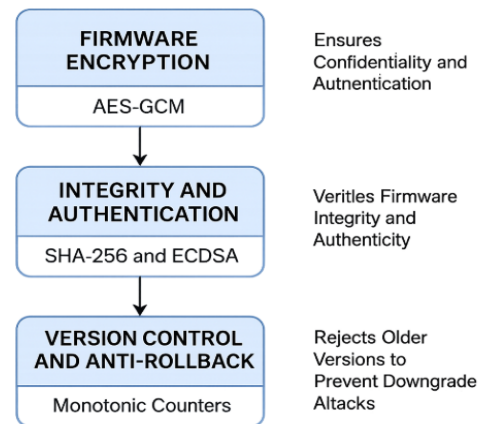 FIRMWARE
ENCRYPTION
AES-GCM
Ensures
Confidentiality and
Autnentication
INTEGRITY AND
AUTHENTICATION
SHA-256 and ECDSA
Veritles Firmware
Integrity and
Authenticity
VERSION CONTROL
AND ANTI-ROLLBACK
Monotonic Counters
Rejects Older
Versions to
Prevent Downgrade
Altacks